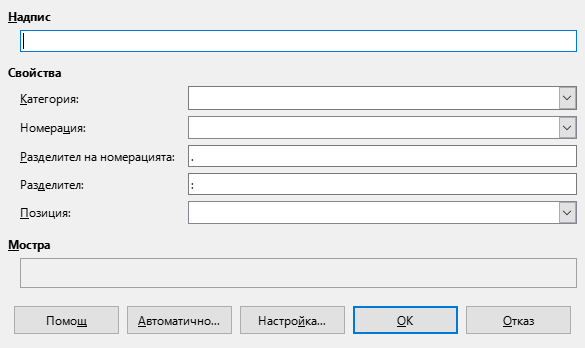 Надпис
Свойства
Категория:
Номерация:
Разделител на номерацията: .
Разделител: :
Позиция:
Мостра
Помощ Автоматично... Настройка... OK Отказ